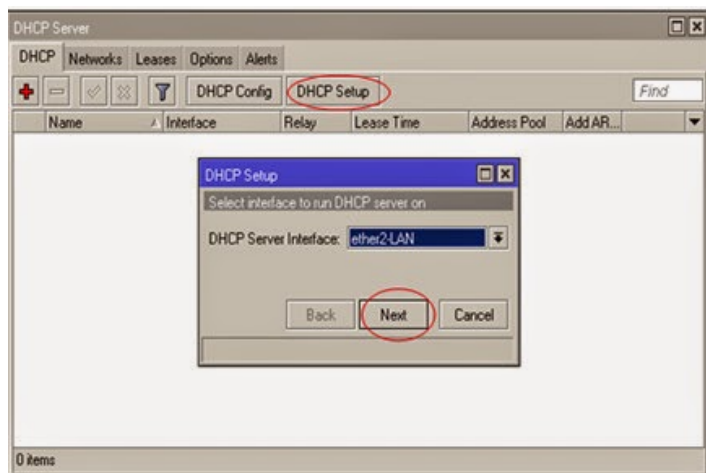 DHCP Server
DHCP Networks Leases Options Alerts
DHCP Config DHCP Setup Find
Name Interface Relay Lease Time Address Pool Add AR...
DHCP Setup
Select interface to run DHCP server on
DHCP Server Interface: ether2-LAN
Back Next Cancel
0 items